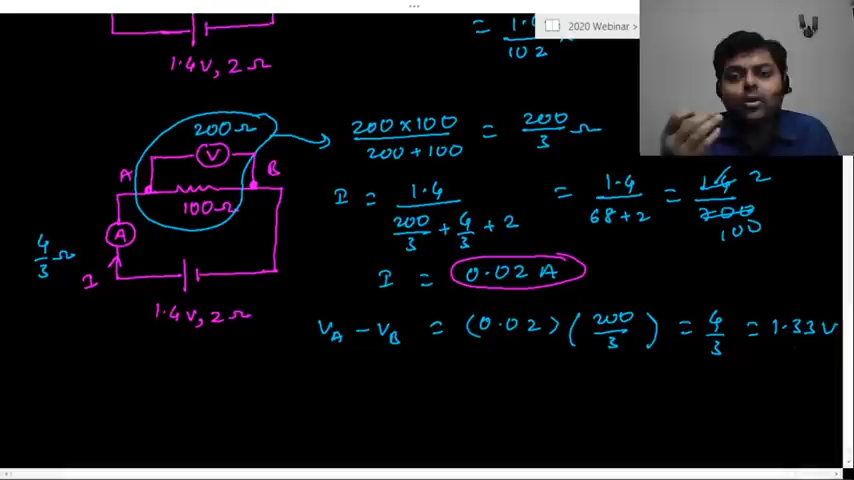 2020 Webinar >
= 1.4 / 102
1.4V, 2Ω
200Ω
V
A
B
100Ω
A
4/3 Ω
I
1.4V, 2Ω
200×100 / 200+100 = 200/3 Ω
I = 1.4 / (200/3 + 4/3 + 2) = 1.4 / 68+2 = 1.4 / 700 2 / 100
I = 0.02 A
VA - VB = (0.02) (200/3) = 4/3 = 1.33V